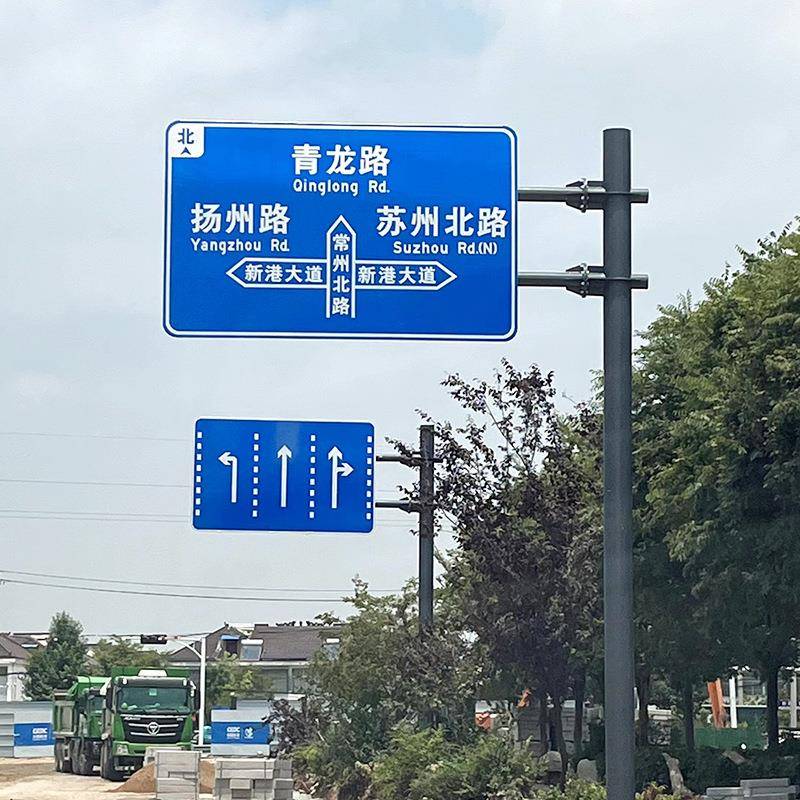 北
青龙路
Qinglong Rd.
扬州路
Yangzhou Rd.
苏州北路
Suzhou Rd.(N)
新港大道
常州北路
新港大道